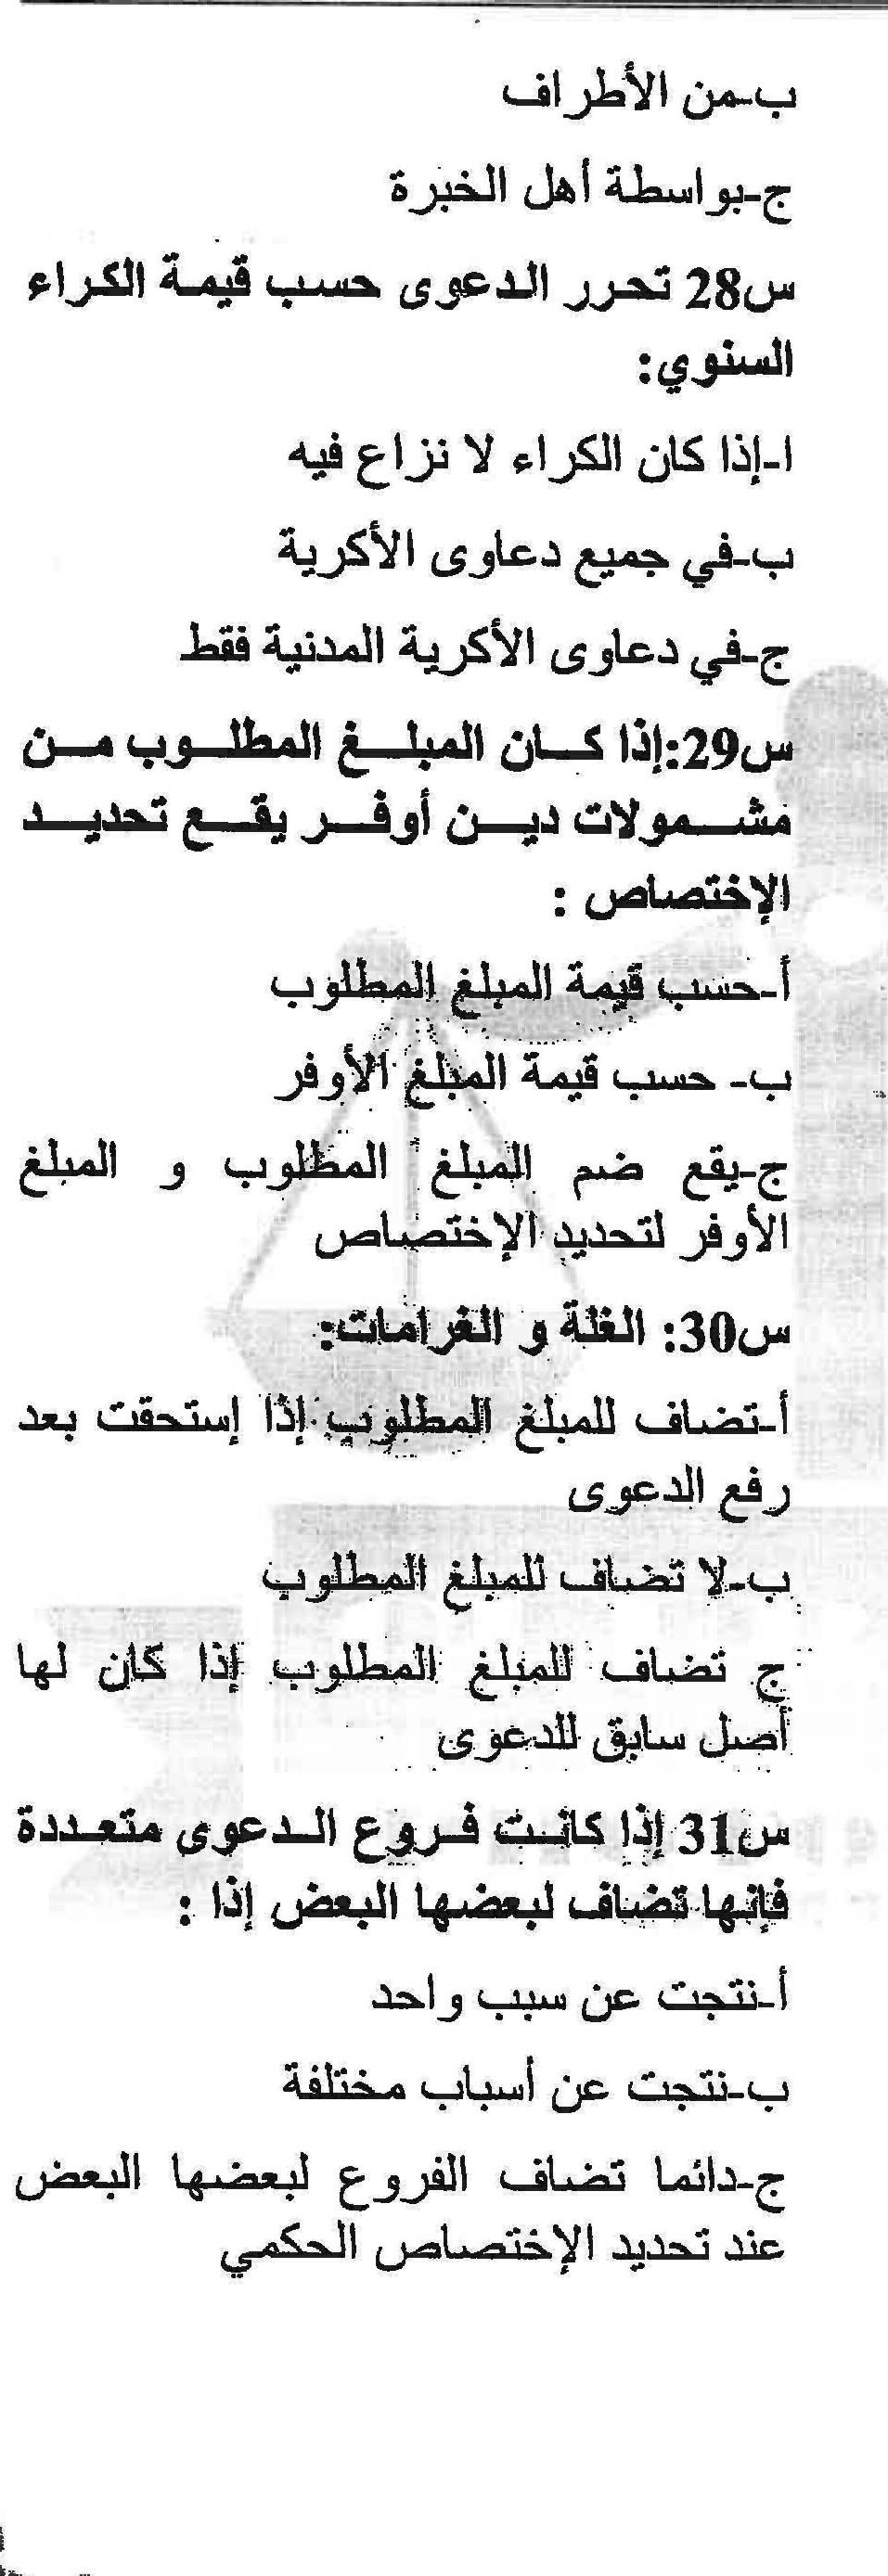 ب-من الأطراف
ج-بواسطة أهل الخبرة
س28 تحرر الدعوى حسب قيمة الكراء
السنوي:
ا-إذا كان الكراء لا نزاع فيه
ب-في جميع دعاوى الأكرية
ج-في دعاوى الأكرية المدنية فقط
س29:إذا كان المبلغ المطلوب من
مشمولات دين أوفر يقع تحديد
الإختصاص :
أ-حسب قيمة المبلغ المطلوب
ب- حسب قيمة المبلغ الأوفر
ج-يقع ضم المبلغ المطلوب و المبلغ
الأوفر لتحديد الإختصاص
س30: الغلة و الغرامات:
أ-تضاف للمبلغ المطلوب إذا إستحقت بعد
رفع الدعوى
ب-لا تضاف للمبلغ المطلوب
ج. تضاف للمبلغ المطلوب إذا كان لها
أصل سابق للدعوى
س31 إذا كانت فروع الدعوى متعددة
فإنها تضاف لبعضها البعض إذا :
أ-نتجت عن سبب واحد
ب-نتجت عن أسباب مختلفة
ج-دائما تضاف الفروع لبعضها البعض
عند تحديد الإختصاص الحكمي